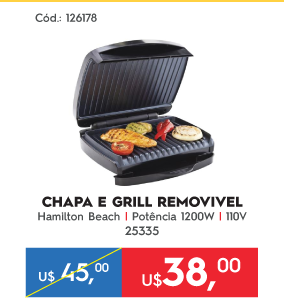 Cód.: 126178
CHAPA E GRILL REMOVIVEL
Hamilton Beach | Potência 1200W | 110V
25335
U$ 45,00
U$38,00